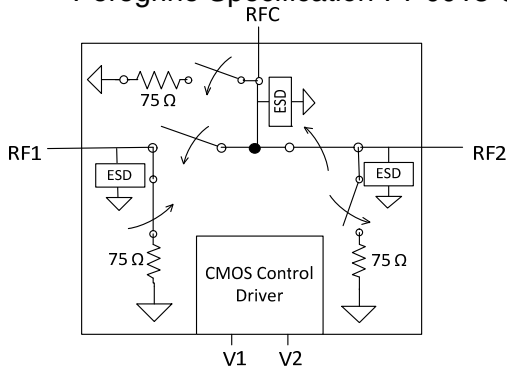 RFC
75 Ω
ESD
RF1
RF2
ESD
ESD
75 Ω
75 Ω
CMOS Control
Driver
V1
V2